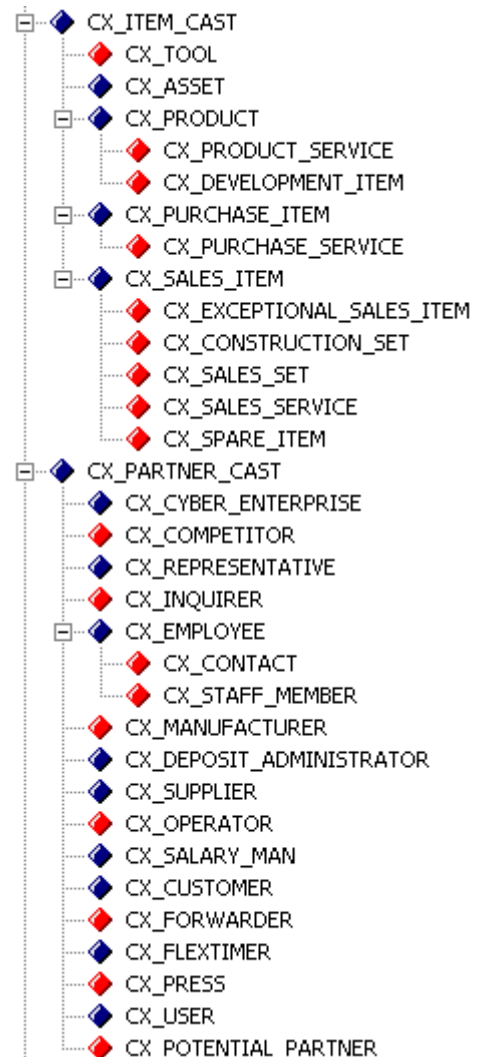 CX_ITEM_CAST
CX_TOOL
CX_ASSET
CX_PRODUCT
CX_PRODUCT_SERVICE
CX_DEVELOPMENT_ITEM
CX_PURCHASE_ITEM
CX_PURCHASE_SERVICE
CX_SALES_ITEM
CX_EXCEPTIONAL_SALES_ITEM
CX_CONSTRUCTION_SET
CX_SALES_SET
CX_SALES_SERVICE
CX_SPARE_ITEM
CX_PARTNER_CAST
CX_CYBER_ENTERPRISE
CX_COMPETITOR
CX_REPRESENTATIVE
CX_INQUIRER
CX_EMPLOYEE
CX_CONTACT
CX_STAFF_MEMBER
CX_MANUFACTURER
CX_DEPOSIT_ADMINISTRATOR
CX_SUPPLIER
CX_OPERATOR
CX_SALARY_MAN
CX_CUSTOMER
CX_FORWARDER
CX_FLEXTIMER
CX_PRESS
CX_USER
CX_POTENTIAL_PARTNER